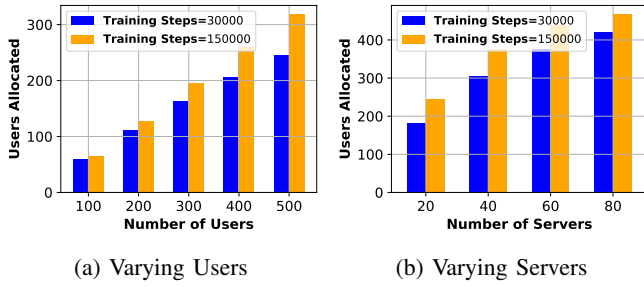 Training Steps=30000
Training Steps=150000
Users Allocated
300
200
100
0
100 200 300 400 500
Number of Users
(a) Varying Users
Training Steps=30000
Training Steps=150000
Users Allocated
400
300
200
100
0
20 40 60 80
Number of Servers
(b) Varying Servers